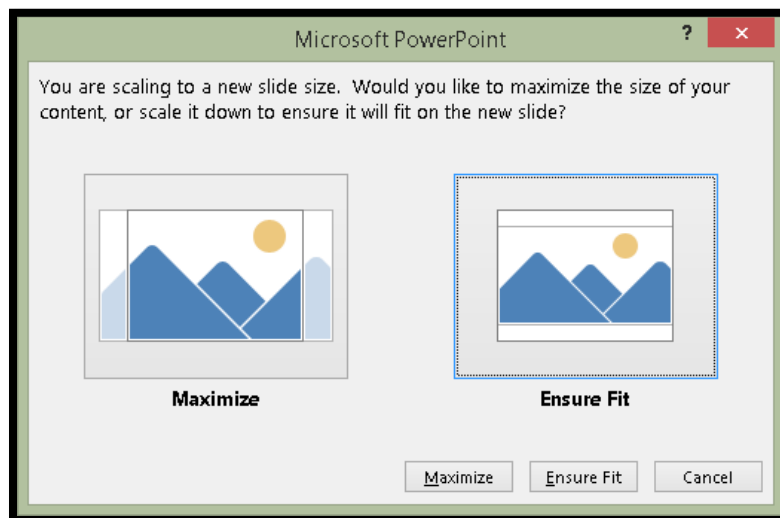 Microsoft PowerPoint
?
You are scaling to a new slide size. Would you like to maximize the size of your
content, or scale it down to ensure it will fit on the new slide?
Maximize
Ensure Fit
Maximize
Ensure Fit
Cancel